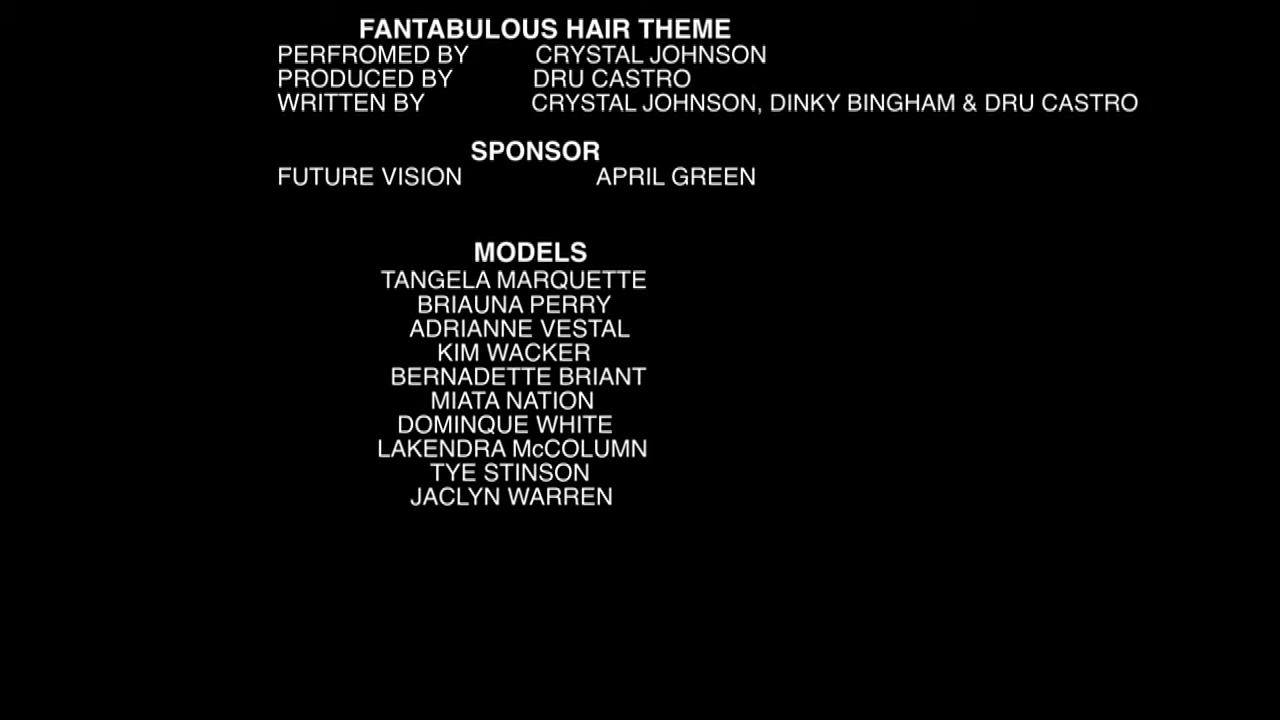 FANTABULOUS HAIR THEME
PERFROMED BY CRYSTAL JOHNSON
PRODUCED BY DRU CASTRO
WRITTEN BY CRYSTAL JOHNSON, DINKY BINGHAM & DRU CASTRO
SPONSOR
FUTURE VISION APRIL GREEN
MODELS
TANGELA MARQUETTE
BRIAUNA PERRY
ADRIANNE VESTAL
KIM WACKER
BERNADETTE BRIANT
MIATA NATION
DOMINQUE WHITE
LAKENDRA McCOLUMN
TYE STINSON
JACLYN WARREN